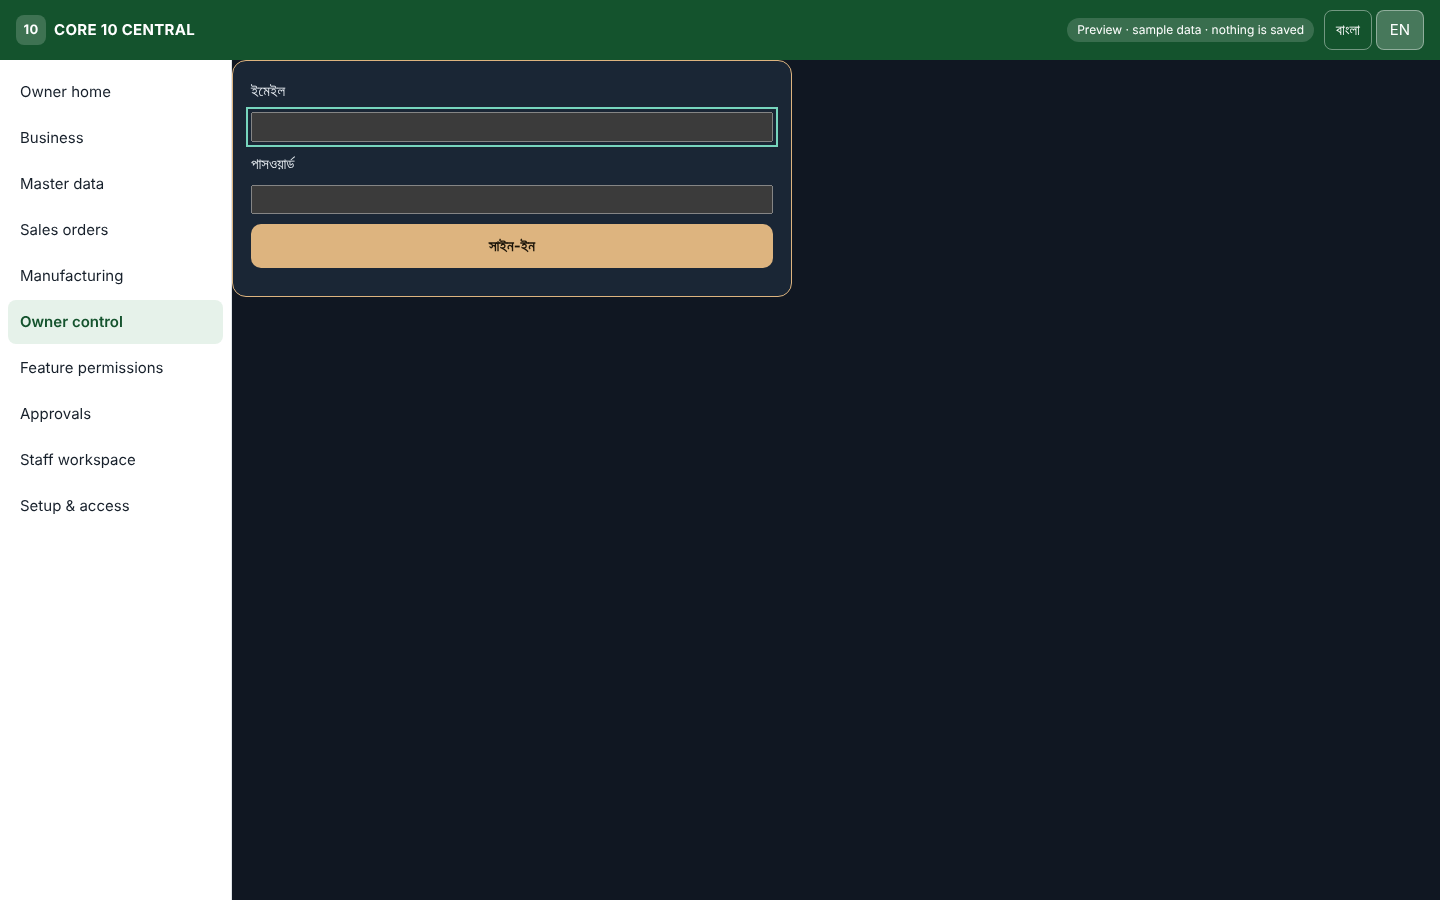 10 CORE 10 CENTRAL
Preview · sample data · nothing is saved
বাংলা
EN
Owner home
Business
Master data
Sales orders
Manufacturing
Owner control
Feature permissions
Approvals
Staff workspace
Setup & access
ইমেইল
পাসওয়ার্ড
সাইন-ইন